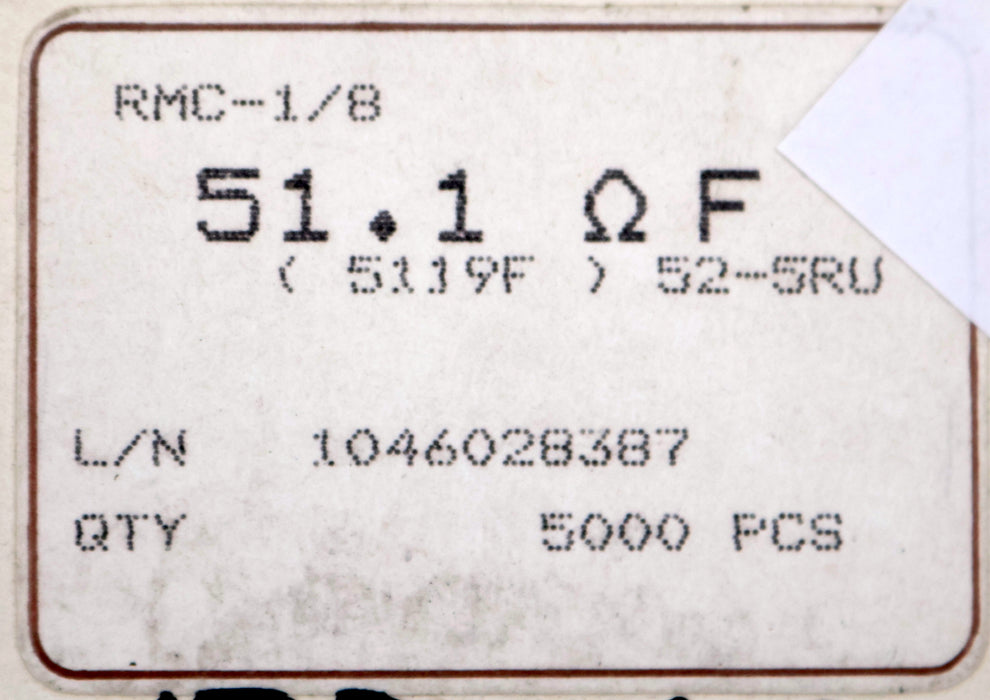 RMC-1/8
51.1 Ω F
( 5119F ) 52-5RU
L/N 1046028387
QTY 5000 PCS